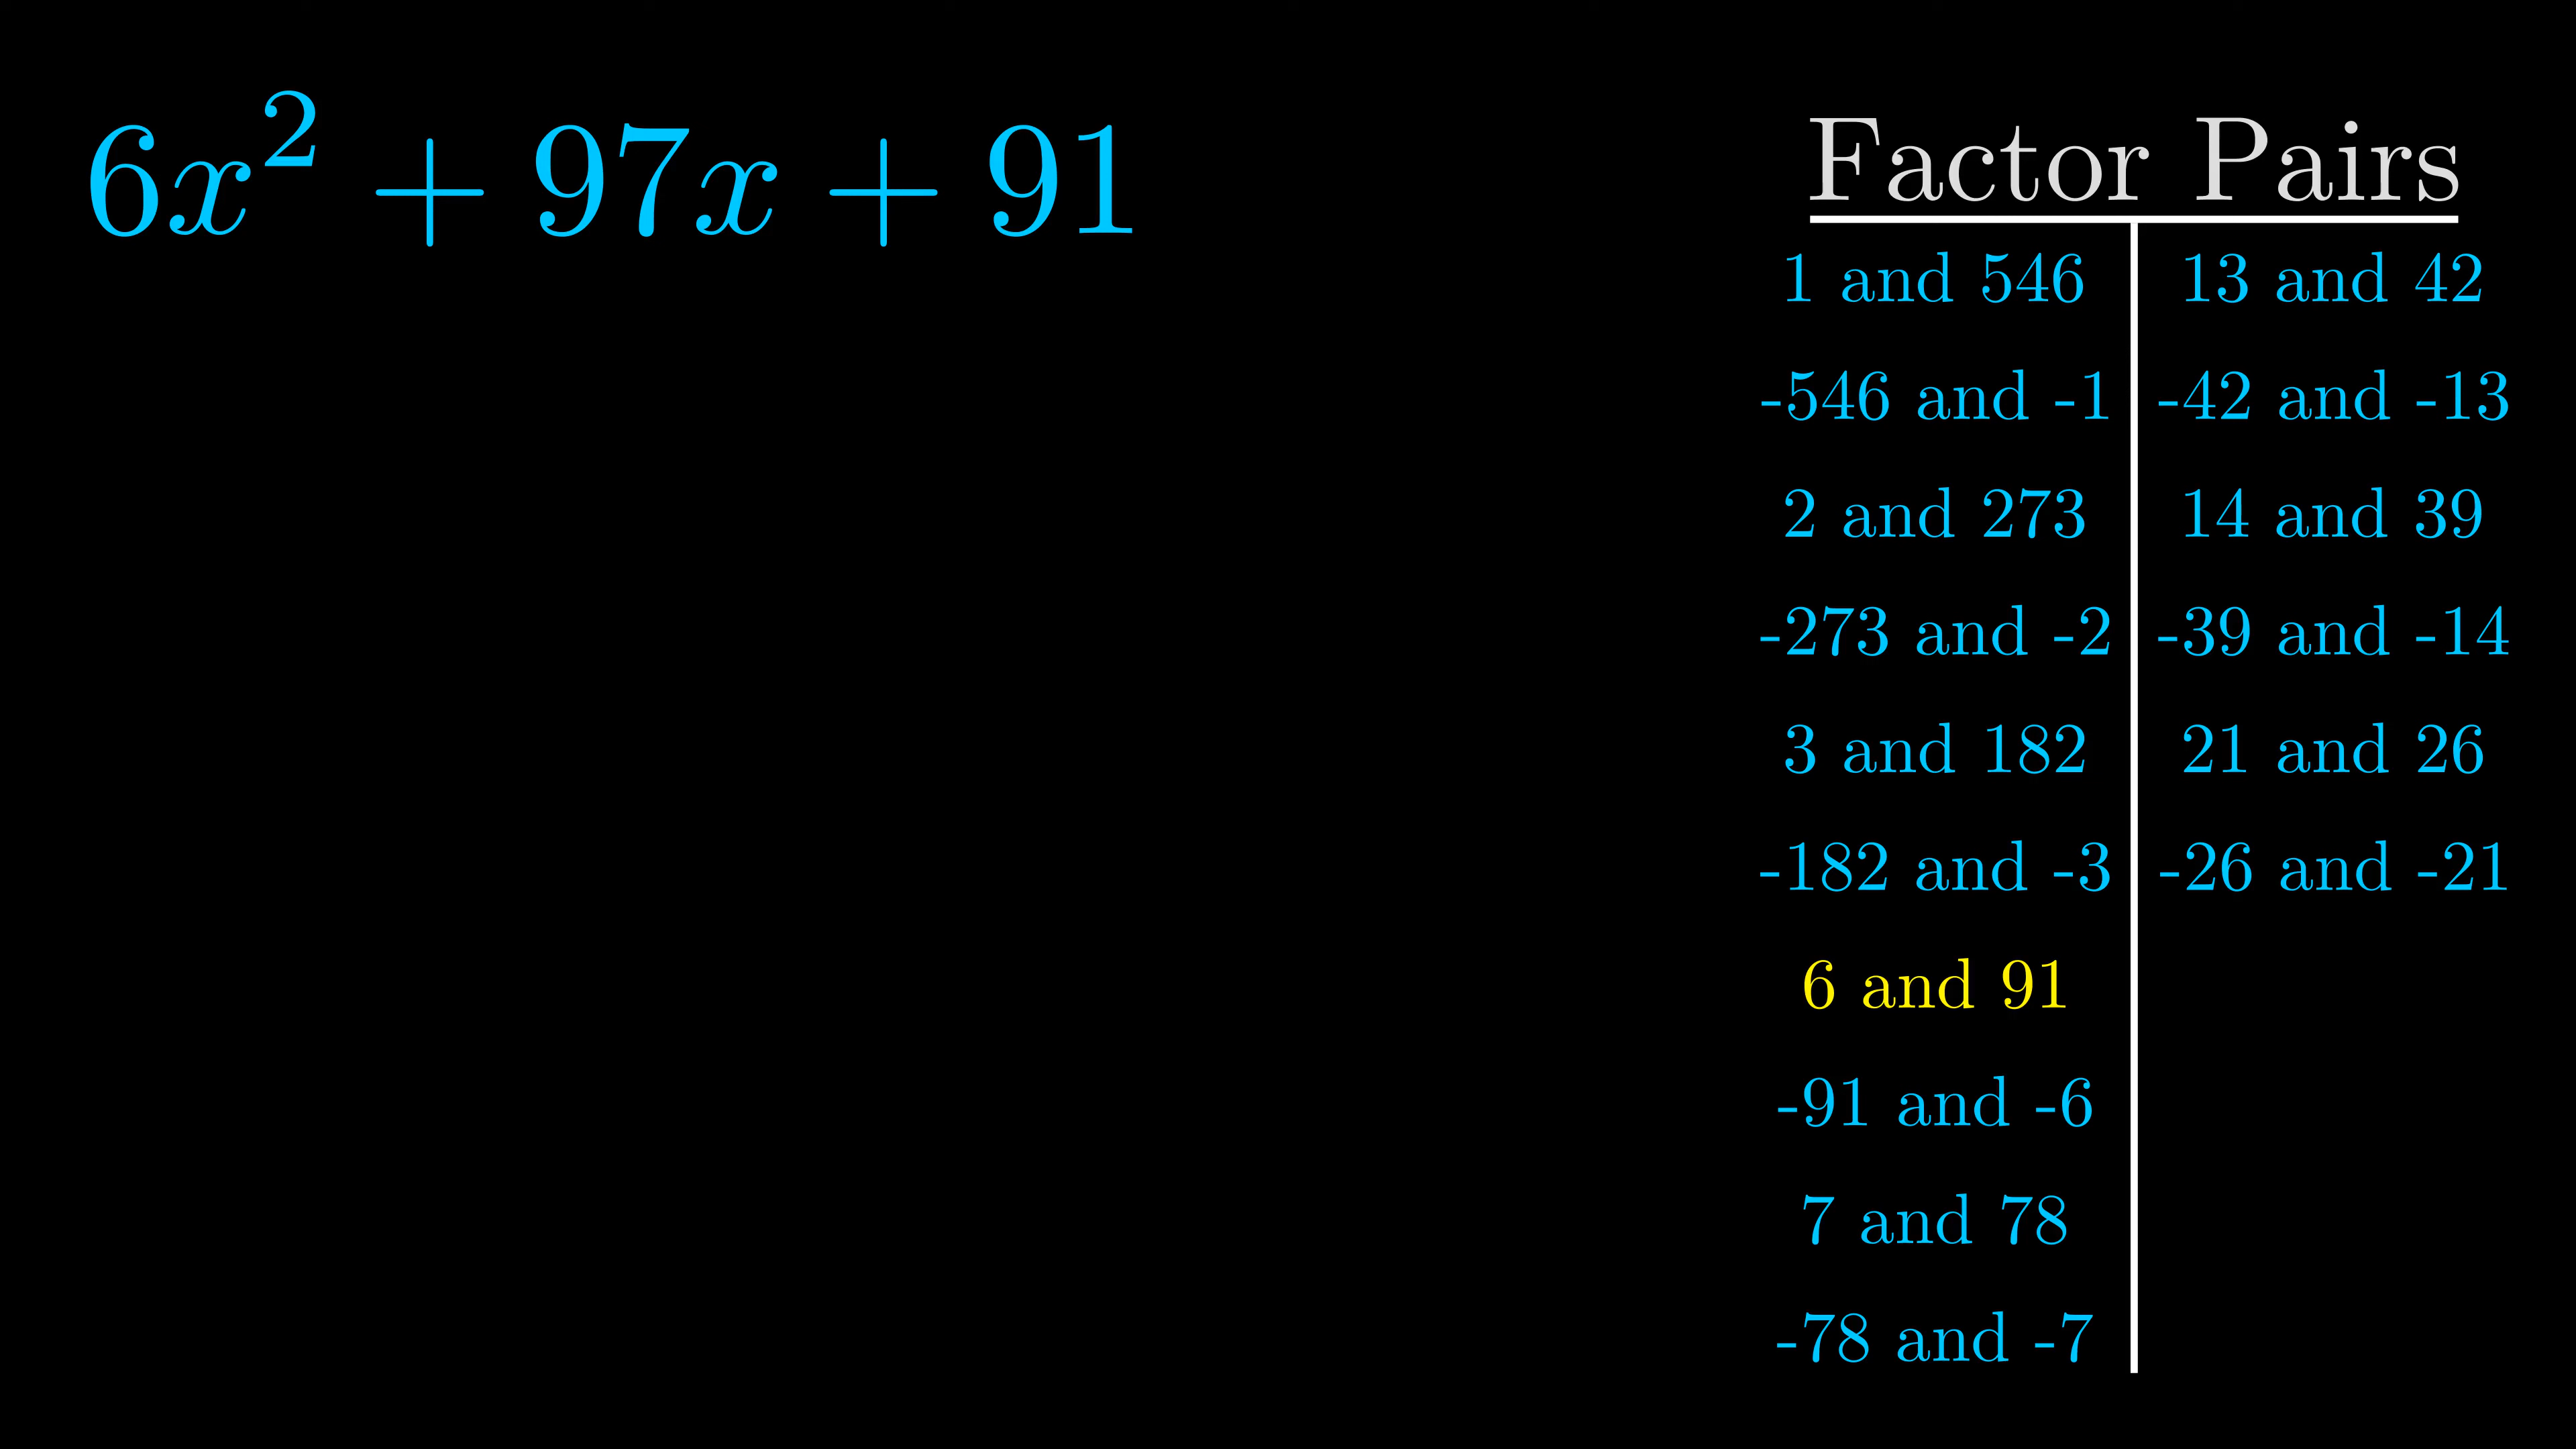 6x² + 97x + 91
Factor Pairs
1 and 546
-546 and -1
2 and 273
-273 and -2
3 and 182
-182 and -3
6 and 91
-91 and -6
7 and 78
-78 and -7
13 and 42
-42 and -13
14 and 39
-39 and -14
21 and 26
-26 and -21